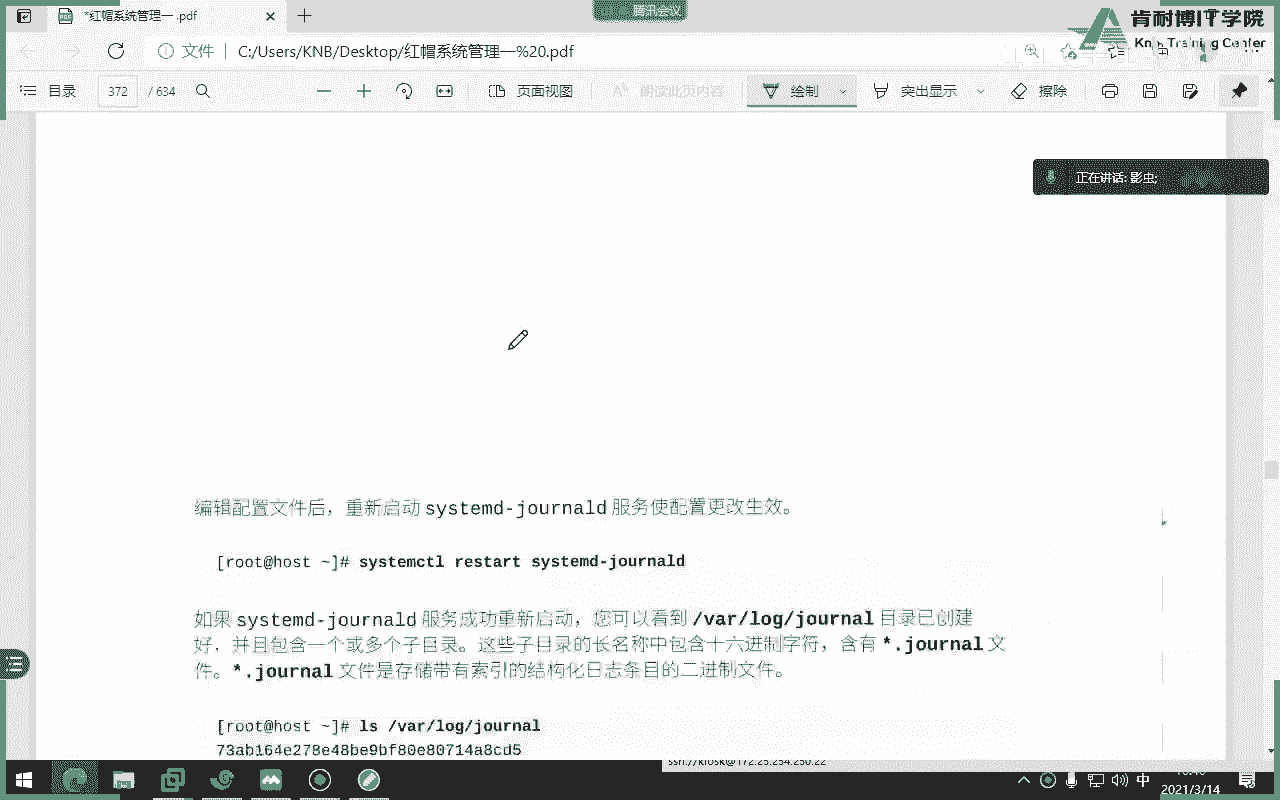 *红帽系统管理一 .pdf
腾讯会议
肯耐博IT学院
KnB Training Center
文件 | C:/Users/KNB/Desktop/红帽系统管理一%20.pdf
目录 372 / 634 页面视图 朗读此页内容 绘制 突出显示 擦除
正在讲话: 影虫;
编辑配置文件后，重新启动 systemd-journald 服务使配置更改生效。
[root@host ~]# systemctl restart systemd-journald
如果 systemd-journald 服务成功重新启动，您可以看到 /var/log/journal 目录已创建
好，并且包含一个或多个子目录。这些子目录的长名称中包含十六进制字符，含有 *.journal 文
件。*.journal 文件是存储带有索引的结构化日志条目的二进制文件。
[root@host ~]# ls /var/log/journal
73ab164e278e48be9bf80e80714a8cd5
ssh://kiosk@172.25.254.250:22
中
2021/3/14